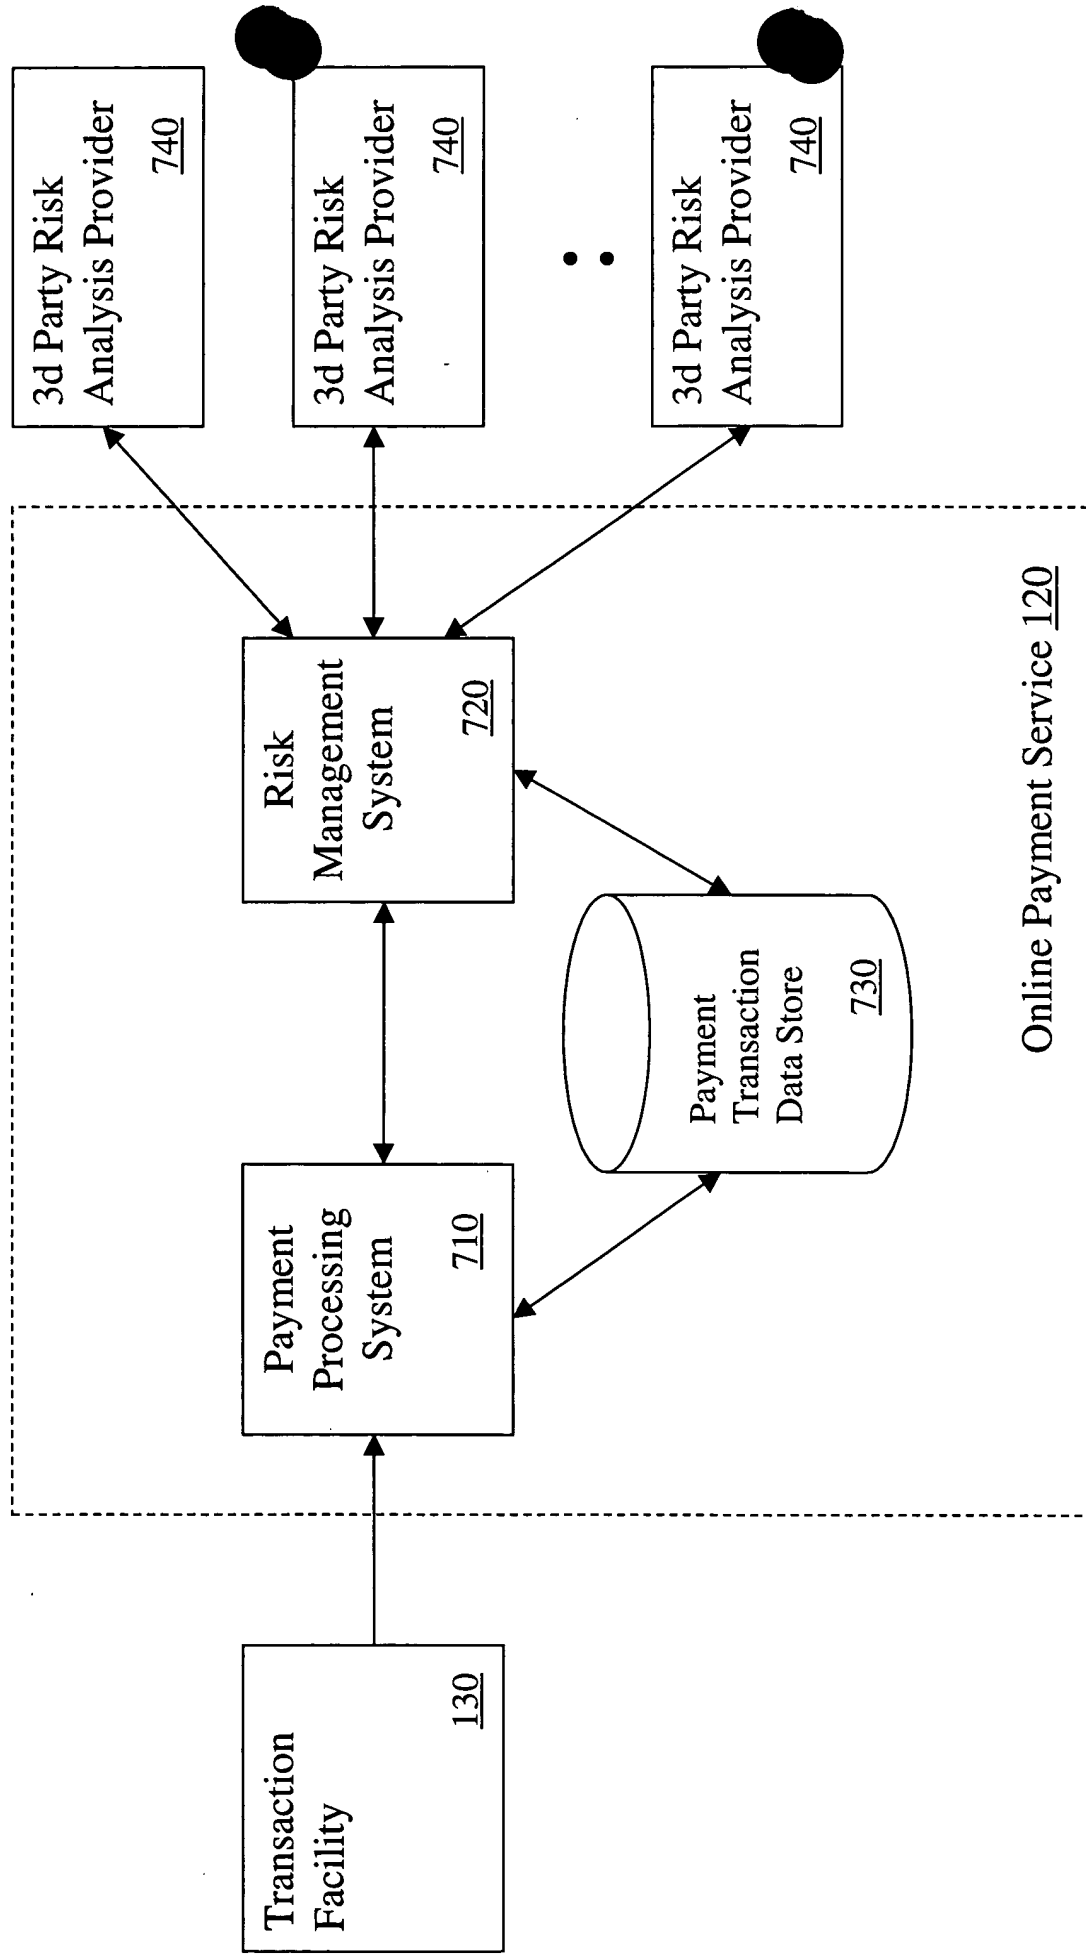 Transaction
Facility
130
Payment
Processing
System
710
Risk
Management
System
720
Payment
Transaction
Data Store
730
Online Payment Service 120
3d Party Risk
Analysis Provider
740
3d Party Risk
Analysis Provider
740
3d Party Risk
Analysis Provider
740